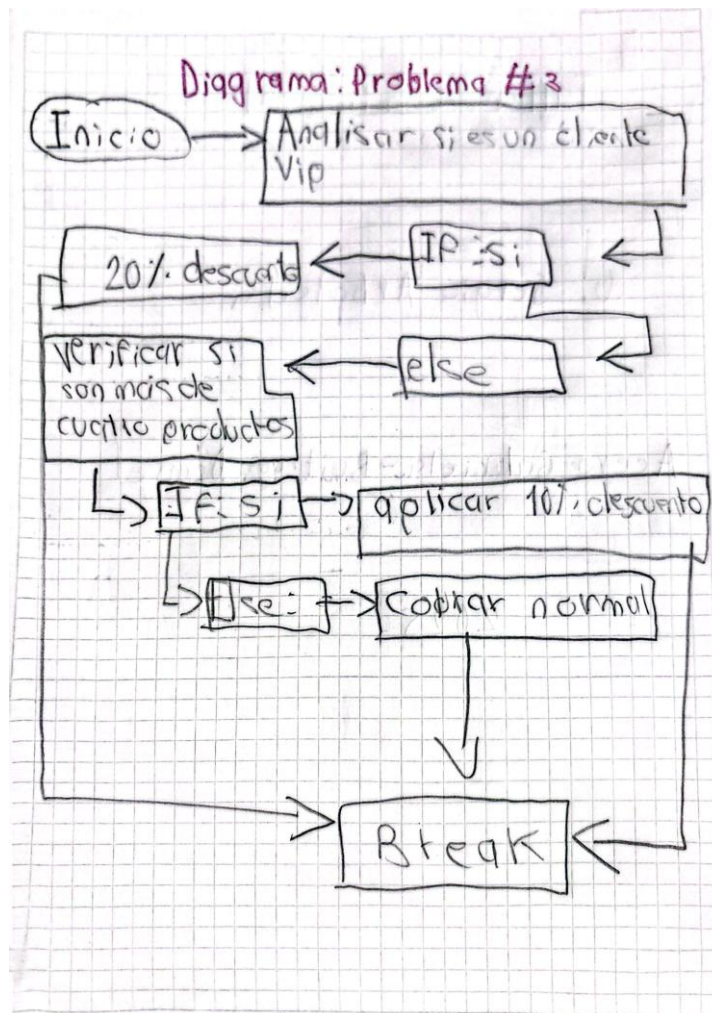 Diagrama: Problema #3
Inicio
Analisar si es un cliente
Vip
IF: si
20% descuento
else
verificar si
son más de
cuatro productos
If: si
aplicar 10% descuento
Else:
Cobrar normal
Break